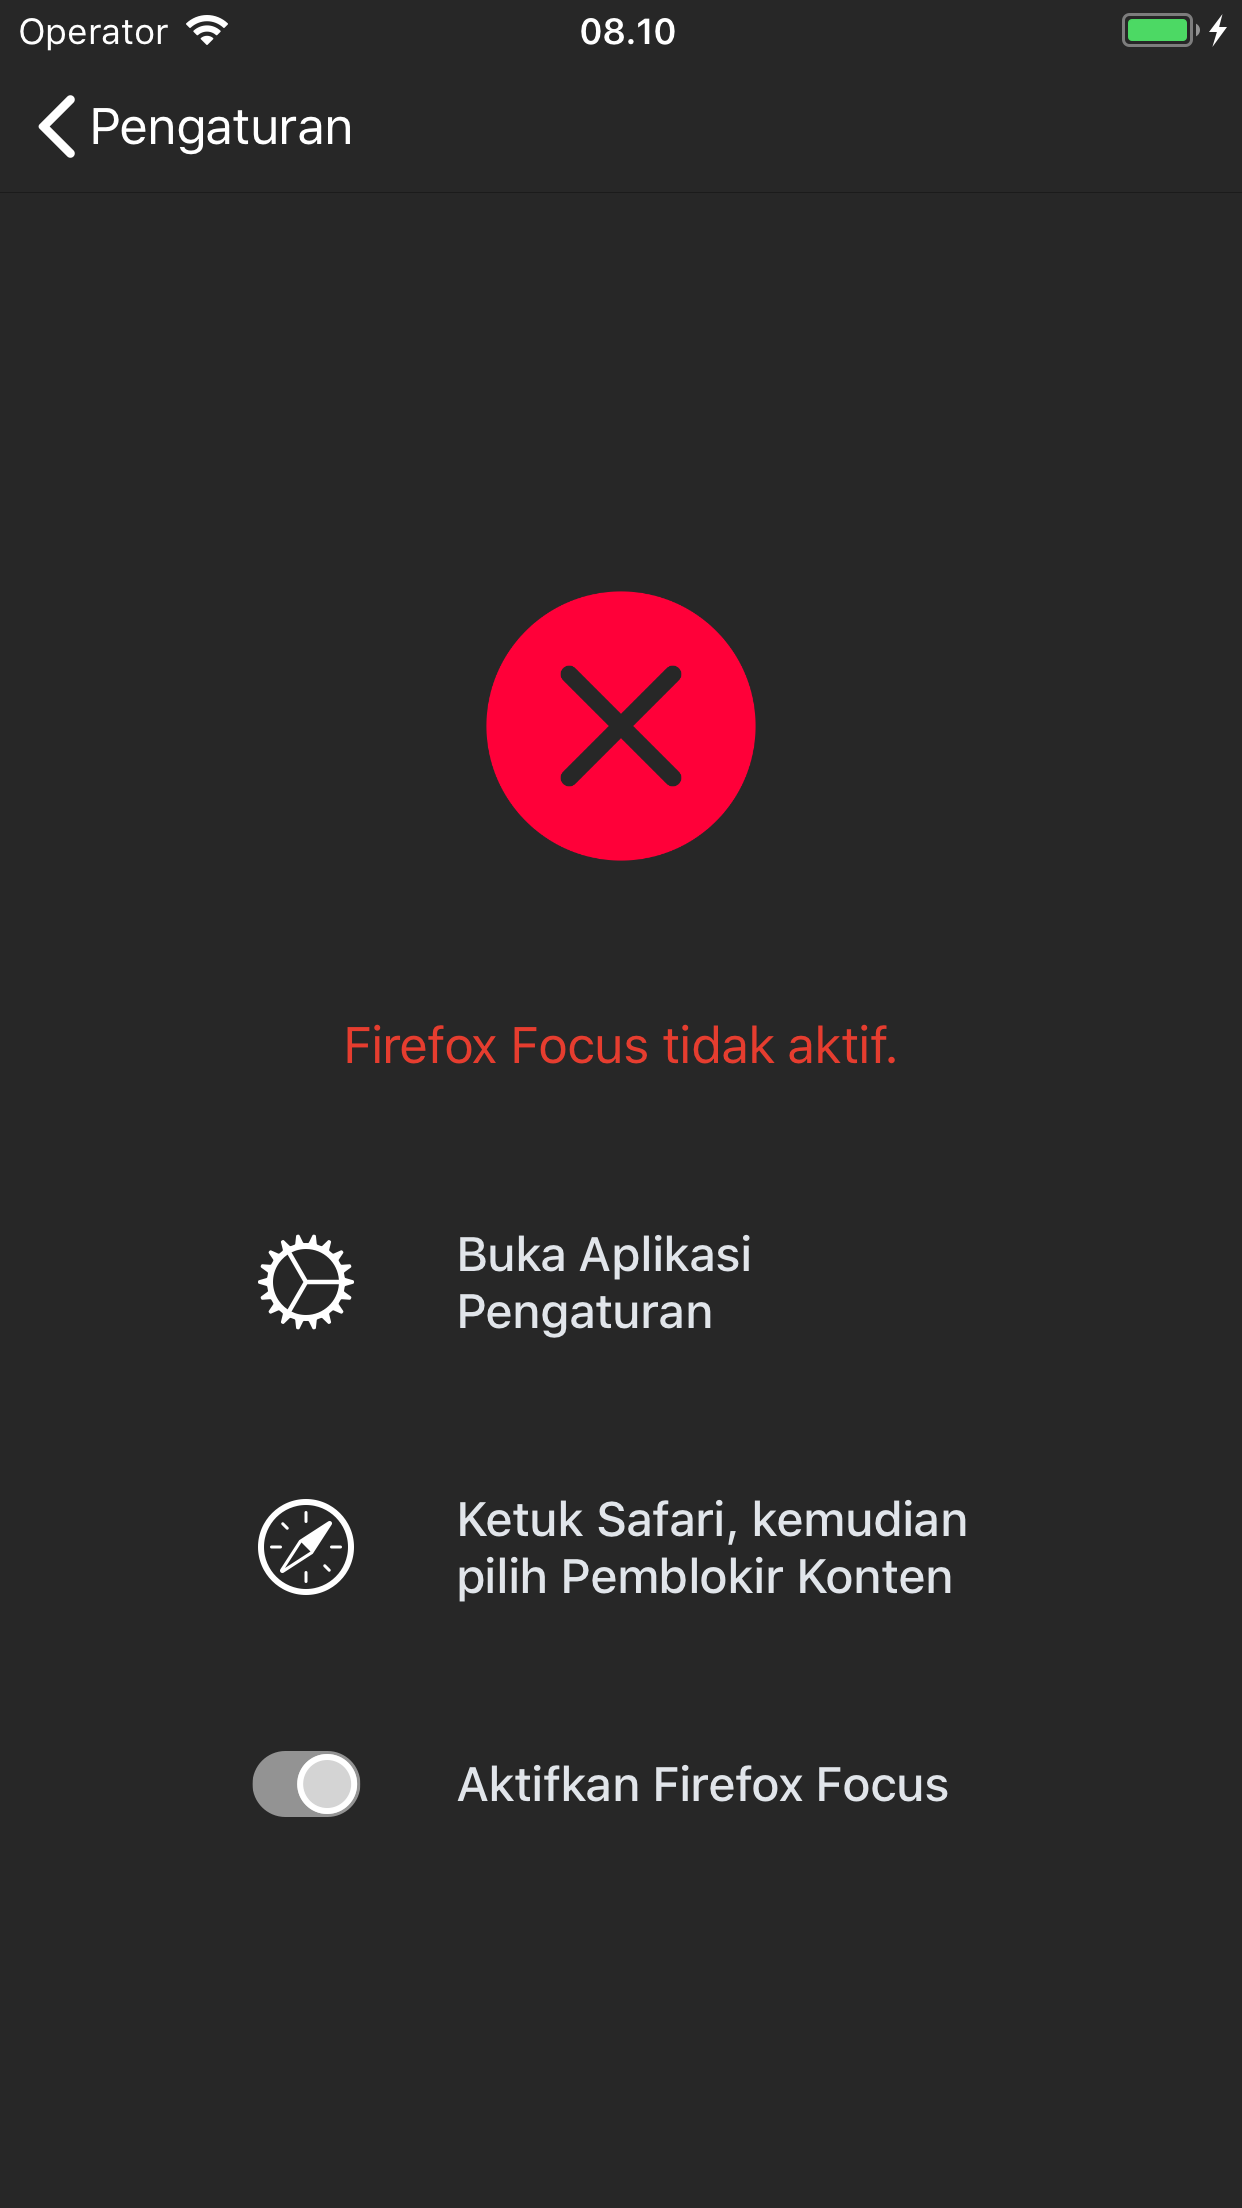 Operator
08.10
Pengaturan
Firefox Focus tidak aktif.
Buka Aplikasi
Pengaturan
Ketuk Safari, kemudian
pilih Pemblokir Konten
Aktifkan Firefox Focus